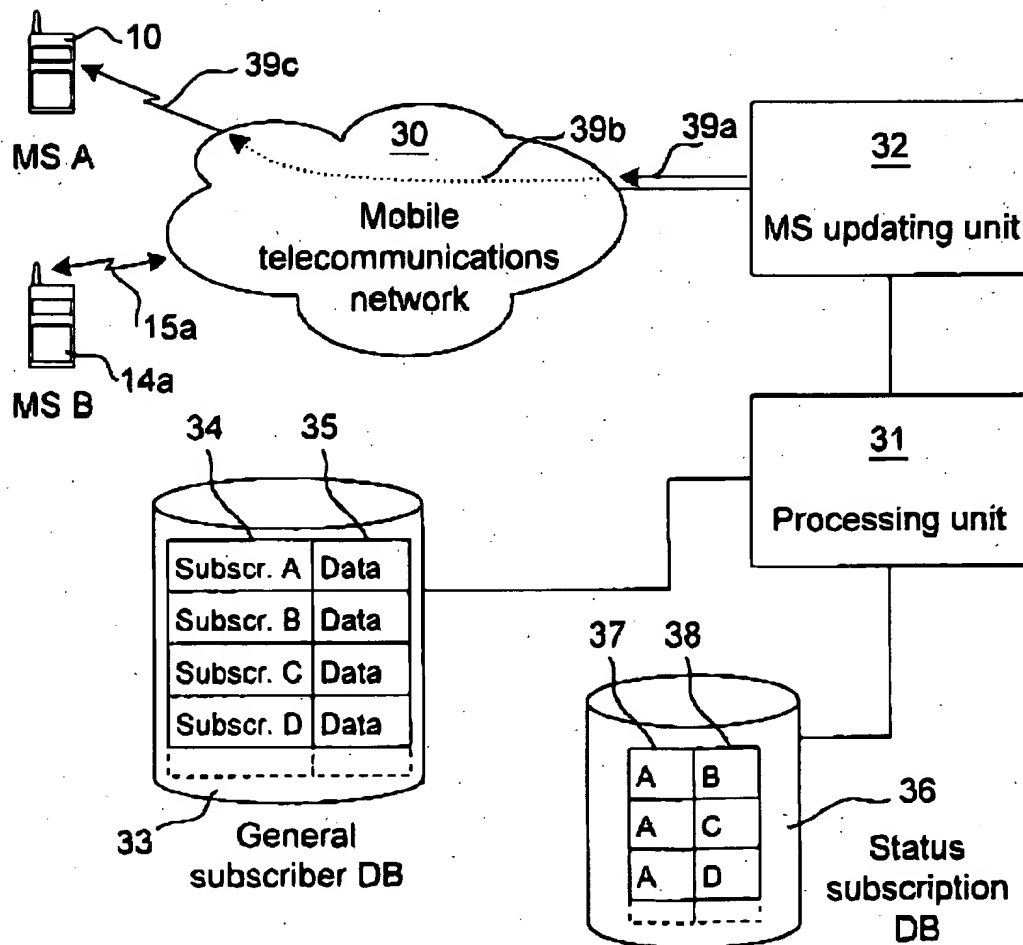 10
39c
MS A
30
39b
39a
32
MS updating unit
Mobile
telecommunications
network
15a
14a
MS B
34
35
31
Processing unit
Subscr. A Data
Subscr. B Data
Subscr. C Data
Subscr. D Data
37
38
A B
A C
A D
33
General
subscriber DB
36
Status
subscription
DB